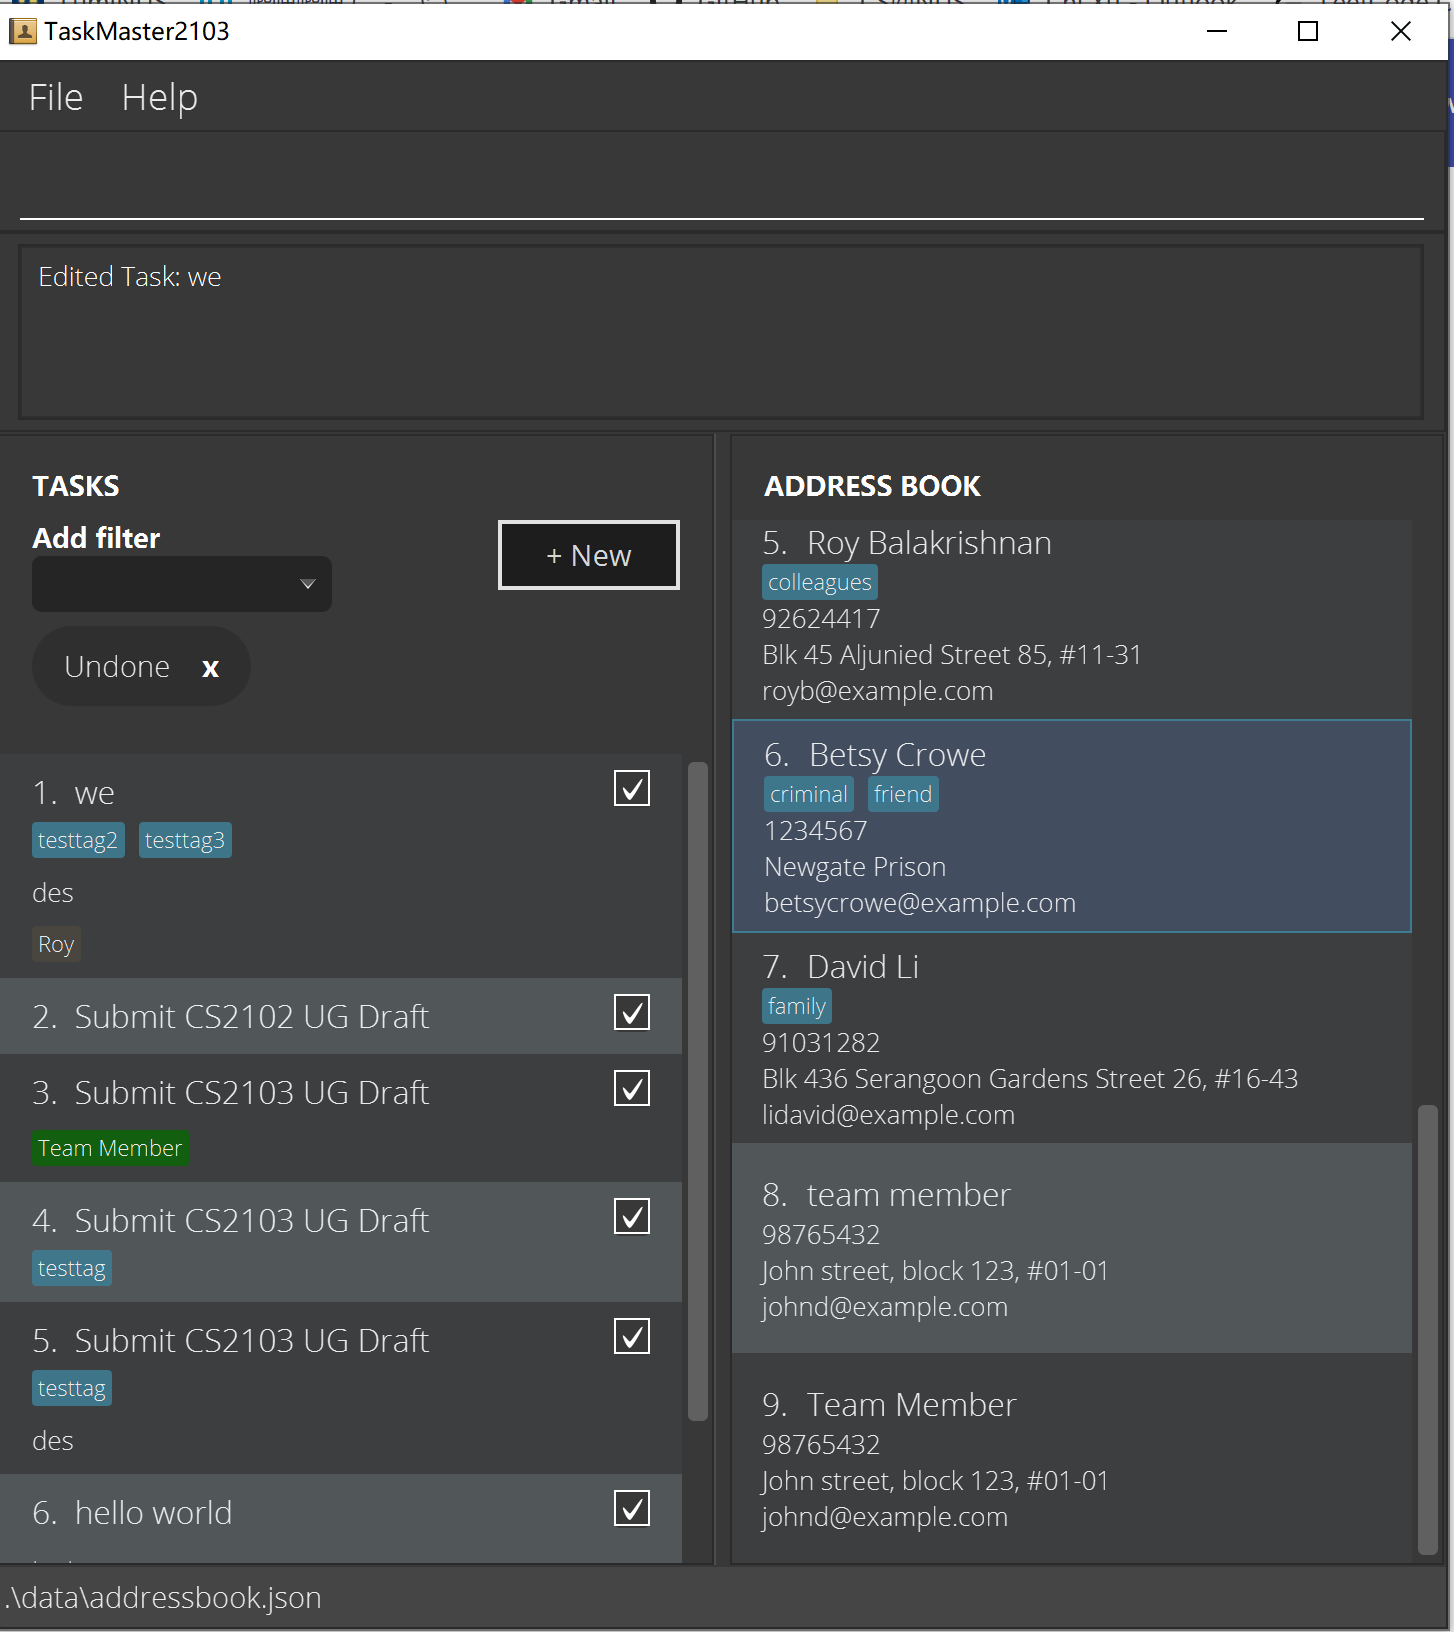 TaskMaster2103
File Help
Edited Task: we
TASKS
Add filter
+ New
Undone x
1. we
testtag2 testtag3
des
Roy
2. Submit CS2102 UG Draft
3. Submit CS2103 UG Draft
Team Member
4. Submit CS2103 UG Draft
testtag
5. Submit CS2103 UG Draft
testtag
des
6. hello world
ADDRESS BOOK
5. Roy Balakrishnan
colleagues
92624417
Blk 45 Aljunied Street 85, #11-31
royb@example.com
6. Betsy Crowe
criminal friend
1234567
Newgate Prison
betsycrowe@example.com
7. David Li
family
91031282
Blk 436 Serangoon Gardens Street 26, #16-43
lidavid@example.com
8. team member
98765432
John street, block 123, #01-01
johnd@example.com
9. Team Member
98765432
John street, block 123, #01-01
johnd@example.com
.\data\addressbook.json